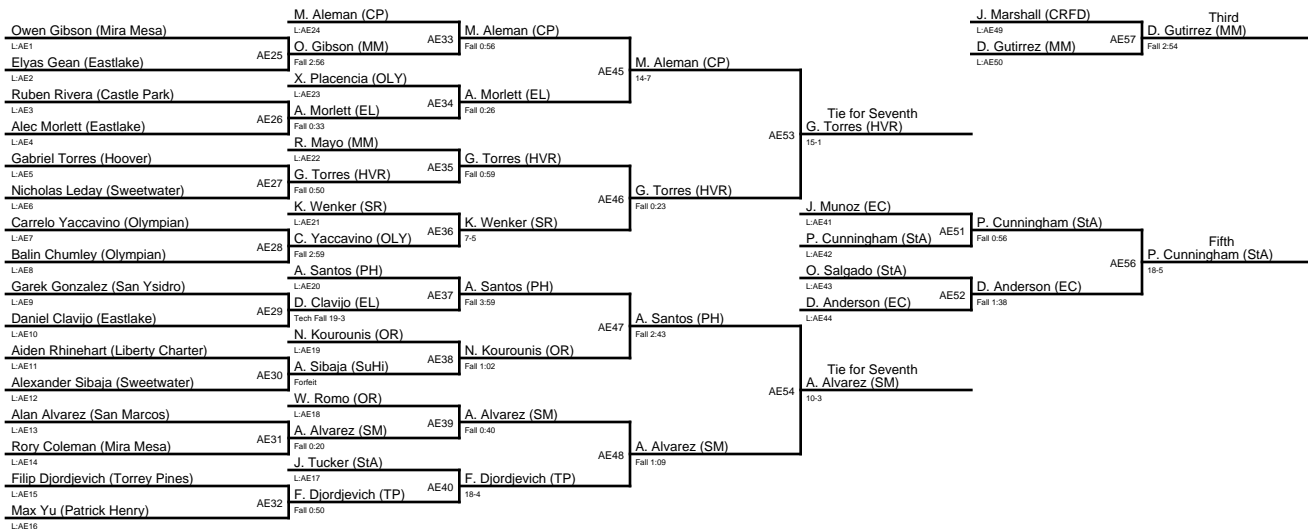 Owen Gibson (Mira Mesa)
L:AE1
Elyas Gean (Eastlake)
L:AE2
Ruben Rivera (Castle Park)
L:AE3
Alec Morlett (Eastlake)
L:AE4
Gabriel Torres (Hoover)
L:AE5
Nicholas Leday (Sweetwater)
L:AE6
Carrelo Yaccavino (Olympian)
L:AE7
Balin Chumley (Olympian)
L:AE8
Garek Gonzalez (San Ysidro)
L:AE9
Daniel Clavijo (Eastlake)
L:AE10
Aiden Rhinehart (Liberty Charter)
L:AE11
Alexander Sibaja (Sweetwater)
L:AE12
Alan Alvarez (San Marcos)
L:AE13
Rory Coleman (Mira Mesa)
L:AE14
Filip Djordjevich (Torrey Pines)
L:AE15
Max Yu (Patrick Henry)
L:AE16
AE25
AE26
AE27
AE28
AE29
AE30
AE31
AE32
M. Aleman (CP)
L:AE24
O. Gibson (MM)
Fall 2:56
X. Placencia (OLY)
L:AE23
A. Morlett (EL)
Fall 0:33
R. Mayo (MM)
L:AE22
G. Torres (HVR)
Fall 0:50
K. Wenker (SR)
L:AE21
C. Yaccavino (OLY)
Fall 2:59
A. Santos (PH)
L:AE20
D. Clavijo (EL)
Tech Fall 19-3
N. Kourounis (OR)
L:AE19
A. Sibaja (SuHi)
Forfeit
W. Romo (OR)
L:AE18
A. Alvarez (SM)
Fall 0:20
J. Tucker (StA)
L:AE17
F. Djordjevich (TP)
Fall 0:50
AE33
AE34
AE35
AE36
AE37
AE38
AE39
AE40
M. Aleman (CP)
Fall 0:56
A. Morlett (EL)
Fall 0:26
G. Torres (HVR)
Fall 0:59
K. Wenker (SR)
7-5
A. Santos (PH)
Fall 3:59
N. Kourounis (OR)
Fall 1:02
A. Alvarez (SM)
Fall 0:40
F. Djordjevich (TP)
18-4
AE45
AE46
AE47
AE48
M. Aleman (CP)
14-7
G. Torres (HVR)
Fall 0:23
A. Santos (PH)
Fall 2:43
A. Alvarez (SM)
Fall 1:09
AE53
AE54
Tie for Seventh
G. Torres (HVR)
15-1
Tie for Seventh
A. Alvarez (SM)
10-3
J. Munoz (EC)
L:AE41
P. Cunningham (StA)
L:AE42
O. Salgado (StA)
L:AE43
D. Anderson (EC)
L:AE44
AE51
AE52
P. Cunningham (StA)
Fall 0:56
D. Anderson (EC)
Fall 1:38
AE56
Fifth
P. Cunningham (StA)
18-5
J. Marshall (CRFD)
L:AE49
D. Gutirrez (MM)
L:AE50
AE57
Third
D. Gutirrez (MM)
Fall 2:54